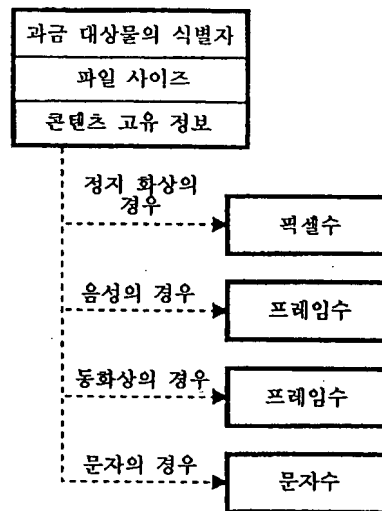 과금 대상물의 식별자
파일 사이즈
콘텐츠 고유 정보
정지 화상의
경우
픽셀수
음성의 경우
프레임수
동화상의 경우
프레임수
문자의 경우
문자수